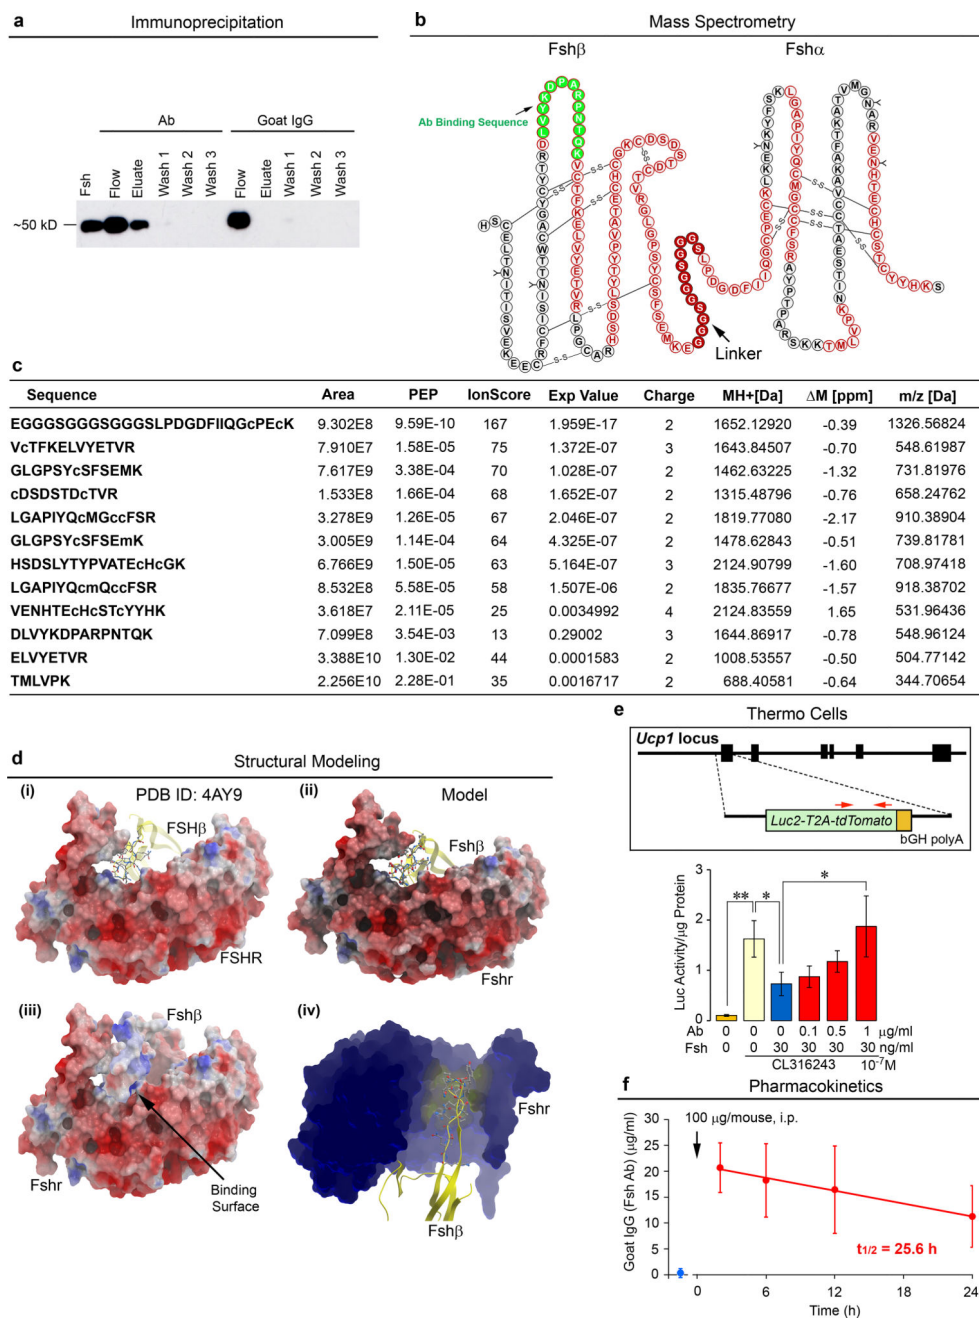 a
Immunoprecipitation
Ab
Goat IgG
Fsh
Flow
Eluate
Wash 1
Wash 2
Wash 3
Flow
Eluate
Wash 1
Wash 2
Wash 3
~50 kD
b
Mass Spectrometry
Fshβ
Fshα
Ab Binding Sequence
Linker
c
Sequence Area PEP IonScore Exp Value Charge MH+[Da] ΔM [ppm] m/z [Da]
EGGGSGGGSGGGSLPDGDFIIQGcPEcK 9.302E8 9.59E-10 167 1.959E-17 2 1652.12920 -0.39 1326.56824
VcTFKELVYETVR 7.910E7 1.58E-05 75 1.372E-07 3 1643.84507 -0.70 548.61987
GLGPSYcSFSEMK 7.617E9 3.38E-04 70 1.028E-07 2 1462.63225 -1.32 731.81976
cDSDSTDcTVR 1.533E8 1.66E-04 68 1.652E-07 2 1315.48796 -0.76 658.24762
LGAPIYQcMGccFSR 3.278E9 1.26E-05 67 2.046E-07 2 1819.77080 -2.17 910.38904
GLGPSYcSFSEmK 3.005E9 1.14E-04 64 4.325E-07 2 1478.62843 -0.51 739.81781
HSDSLYTYPVATEcHcGK 6.766E9 1.50E-05 63 5.164E-07 3 2124.90799 -1.60 708.97418
LGAPIYQcmQccFSR 8.532E8 5.58E-05 58 1.507E-06 2 1835.76677 -1.57 918.38702
VENHTEcHcSTcYYHK 3.618E7 2.11E-05 25 0.0034992 4 2124.83559 1.65 531.96436
DLVYKDPARPNTQK 7.099E8 3.54E-03 13 0.29002 3 1644.86917 -0.78 548.96124
ELVYETVR 3.388E10 1.30E-02 44 0.0001583 2 1008.53557 -0.50 504.77142
TMLVPK 2.256E10 2.28E-01 35 0.0016717 2 688.40581 -0.64 344.70654
d
Structural Modeling
(i)
PDB ID: 4AY9
FSHβ
FSHR
(ii)
Model
Fshβ
Fshr
(iii)
Fshβ
Fshr
Binding
Surface
(iv)
Fshr
Fshβ
e
Thermo Cells
Ucp1 locus
Luc2-T2A-tdTomato
bGH polyA
Luc Activity/μg Protein
3
2
1
0
** * *
Ab 0 0 0 0.1 0.5 1 μg/ml
Fsh 0 0 30 30 30 30 ng/ml
CL316243 10⁻⁷M
f
Pharmacokinetics
Goat IgG (Fsh Ab) (μg/ml)
100 μg/mouse, i.p.
30
25
20
15
10
5
0
t1/2 = 25.6 h
0 6 12 18 24
Time (h)